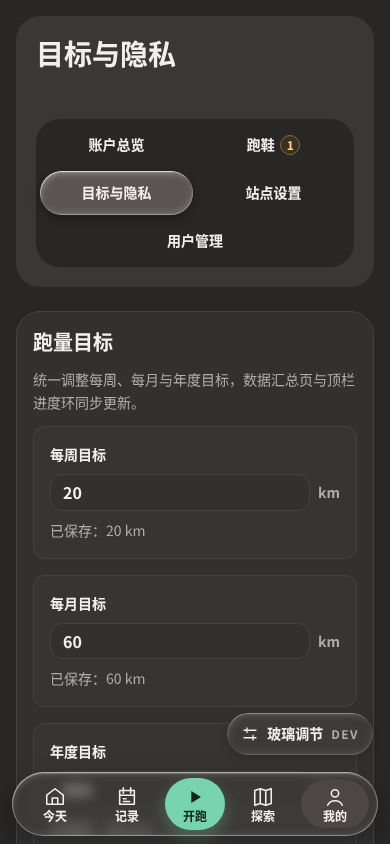 目标与隐私
账户总览
跑鞋 1
目标与隐私
站点设置
用户管理
跑量目标
统一调整每周、每月与年度目标，数据汇总页与顶栏
进度环同步更新。
每周目标
20 km
已保存：20 km
每月目标
60 km
已保存：60 km
玻璃调节 DEV
年度目标
今天
记录
开跑
探索
我的